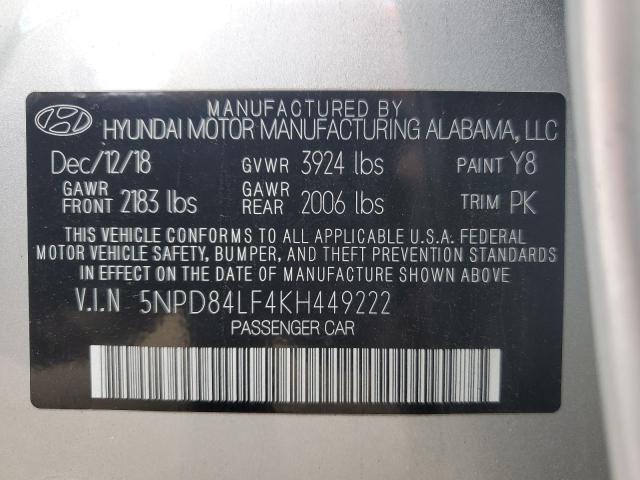 MANUFACTURED BY
HYUNDAI MOTOR MANUFACTURING ALABAMA, LLC
Dec/12/18 GVWR 3924 lbs PAINT Y8
GAWR FRONT 2183 lbs GAWR REAR 2006 lbs TRIM PK
THIS VEHICLE CONFORMS TO ALL APPLICABLE U.S.A. FEDERAL
MOTOR VEHICLE SAFETY, BUMPER, AND THEFT PREVENTION STANDARDS
IN EFFECT ON THE DATE OF MANUFACTURE SHOWN ABOVE.
V.I.N 5NPD84LF4KH449222
PASSENGER CAR